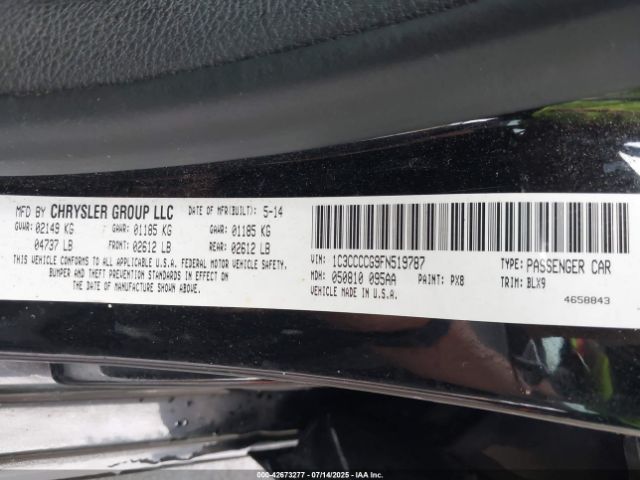 MFD BY CHRYSLER GROUP LLC DATE OF MFR(BUILT): 5-14
GVWR: 02149 KG GAWR: 01185 KG GAWR: 01185 KG
04737 LB FRONT: 02612 LB REAR: 02612 LB
THIS VEHICLE CONFORMS TO ALL U.S.A. FEDERAL MOTOR VEHICLE SAFETY,
BUMPER AND THEFT PREVENTION STANDARDS IN EFFECT ON
THE DATE OF MANUFACTURE SHOWN ABOVE.
VIN: 1C3CCCCG9FN519787 TYPE: PASSENGER CAR
MDH: 050810 095AA PAINT: PX8 TRIM: BLX9
VEHICLE MADE IN U.S.A. 4658843
000-42673277 - 07/14/2025 - COPYRIGHT IAA, INC.